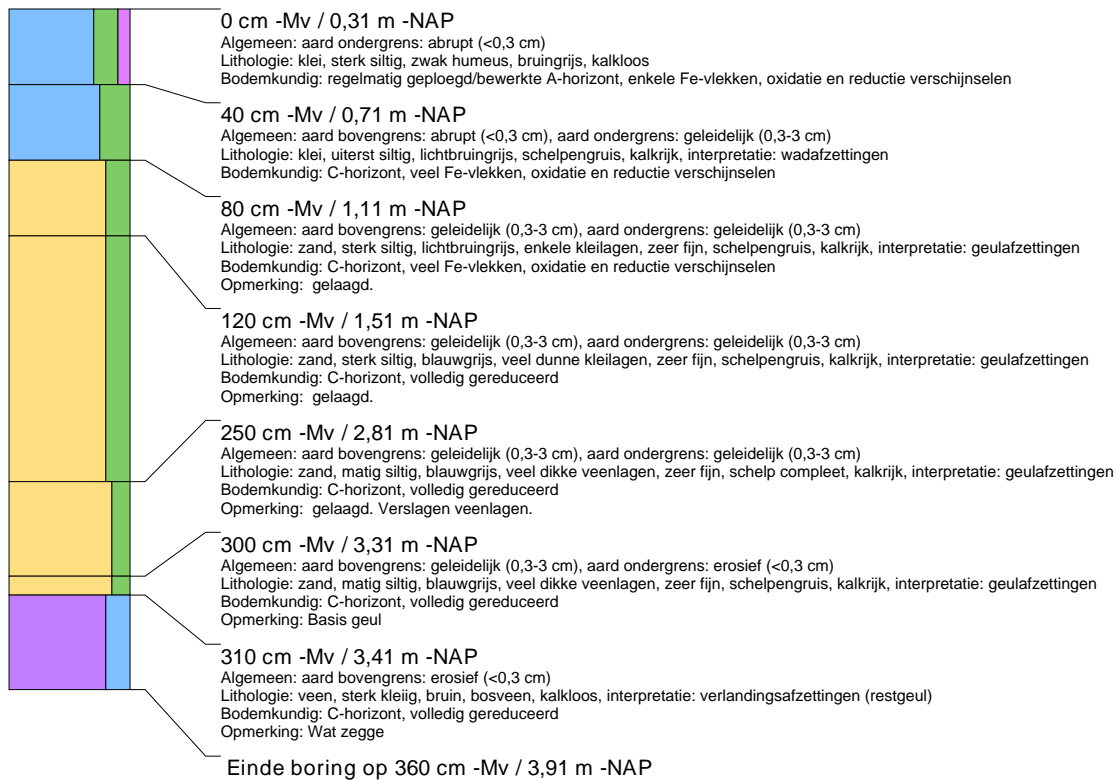 0 cm -Mv / 0,31 m -NAP
Algemeen: aard ondergrens: abrupt (<0,3 cm)
Lithologie: klei, sterk siltig, zwak humeus, bruingrijs, kalkloos
Bodemkundig: regelmatig geploegd/bewerkte A-horizont, enkele Fe-vlekken, oxidatie en reductie verschijnselen
40 cm -Mv / 0,71 m -NAP
Algemeen: aard bovengrens: abrupt (<0,3 cm), aard ondergrens: geleidelijk (0,3-3 cm)
Lithologie: klei, uiterst siltig, lichtbruingrijs, schelpengruis, kalkrijk, interpretatie: wadafzettingen
Bodemkundig: C-horizont, veel Fe-vlekken, oxidatie en reductie verschijnselen
80 cm -Mv / 1,11 m -NAP
Algemeen: aard bovengrens: geleidelijk (0,3-3 cm), aard ondergrens: geleidelijk (0,3-3 cm)
Lithologie: zand, sterk siltig, lichtbruingrijs, enkele kleilagen, zeer fijn, schelpengruis, kalkrijk, interpretatie: geulafzettingen
Bodemkundig: C-horizont, veel Fe-vlekken, oxidatie en reductie verschijnselen
Opmerking: gelaagd.
120 cm -Mv / 1,51 m -NAP
Algemeen: aard bovengrens: geleidelijk (0,3-3 cm), aard ondergrens: geleidelijk (0,3-3 cm)
Lithologie: zand, sterk siltig, blauwgrijs, veel dunne kleilagen, zeer fijn, schelpengruis, kalkrijk, interpretatie: geulafzettingen
Bodemkundig: C-horizont, volledig gereduceerd
Opmerking: gelaagd.
250 cm -Mv / 2,81 m -NAP
Algemeen: aard bovengrens: geleidelijk (0,3-3 cm), aard ondergrens: geleidelijk (0,3-3 cm)
Lithologie: zand, matig siltig, blauwgrijs, veel dikke veenlagen, zeer fijn, schelp compleet, kalkrijk, interpretatie: geulafzettingen
Bodemkundig: C-horizont, volledig gereduceerd
Opmerking: gelaagd. Verslagen veenlagen.
300 cm -Mv / 3,31 m -NAP
Algemeen: aard bovengrens: geleidelijk (0,3-3 cm), aard ondergrens: erosief (<0,3 cm)
Lithologie: zand, matig siltig, blauwgrijs, veel dikke veenlagen, zeer fijn, schelpengruis, kalkrijk, interpretatie: geulafzettingen
Bodemkundig: C-horizont, volledig gereduceerd
Opmerking: Basis geul
310 cm -Mv / 3,41 m -NAP
Algemeen: aard bovengrens: erosief (<0,3 cm)
Lithologie: veen, sterk kleiig, bruin, bosveen, kalkloos, interpretatie: verlandingsafzettingen (restgeul)
Bodemkundig: C-horizont, volledig gereduceerd
Opmerking: Wat zegge
Einde boring op 360 cm -Mv / 3,91 m -NAP